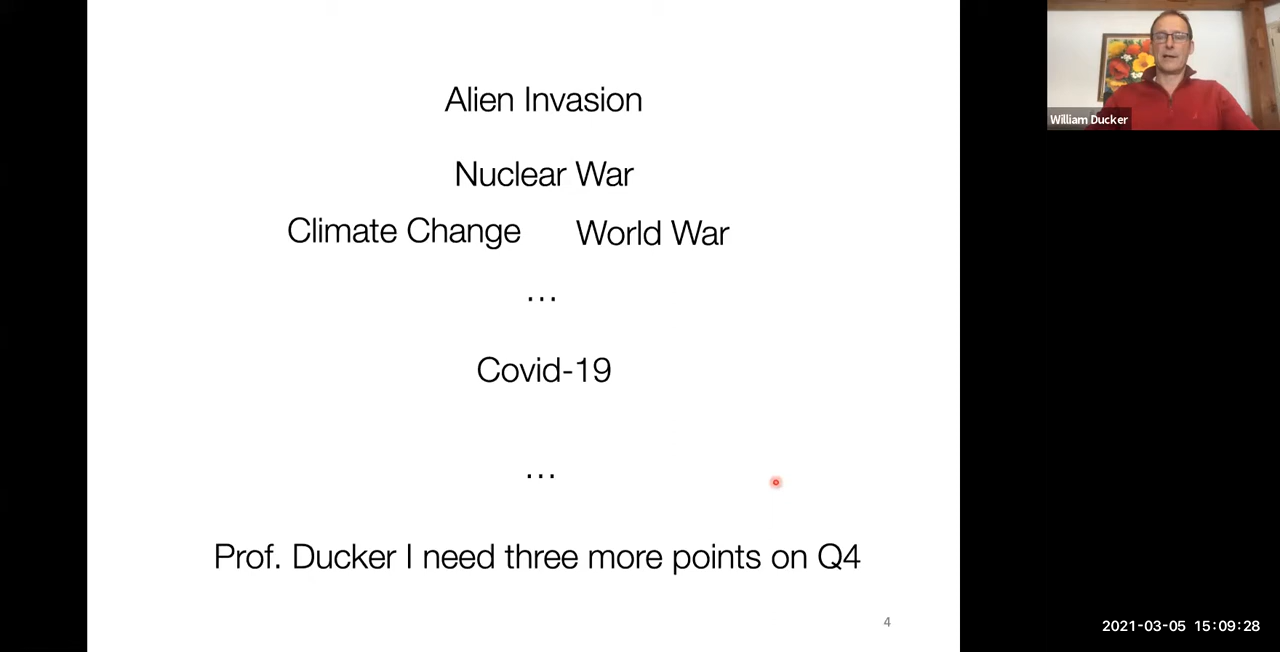 Alien Invasion
William Ducker
Nuclear War
Climate Change World War
...
Covid-19
...
Prof. Ducker I need three more points on Q4
4
2021-03-05 15:09:28